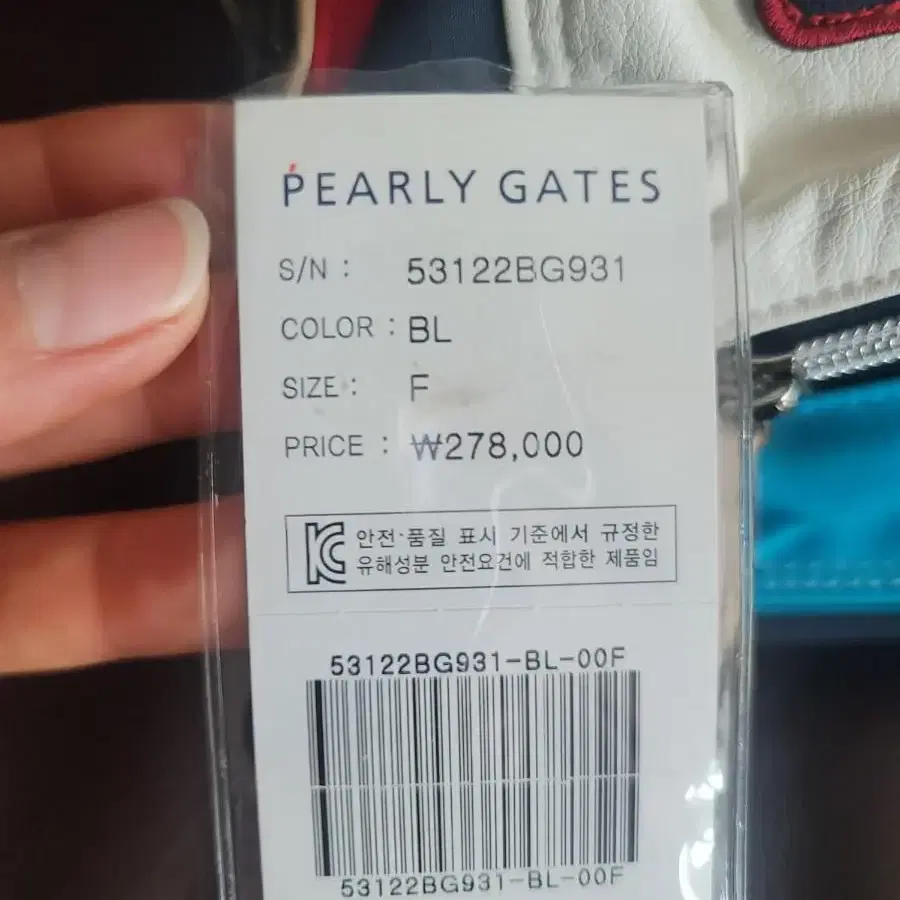 PEARLY GATES
S/N : 53122BG931
COLOR : BL
SIZE : F
PRICE : ₩278,000
KC 안전·품질 표시 기준에서 규정한
유해성분 안전요건에 적합한 제품임
53122BG931-BL-00F
53122BG931-BL-00F